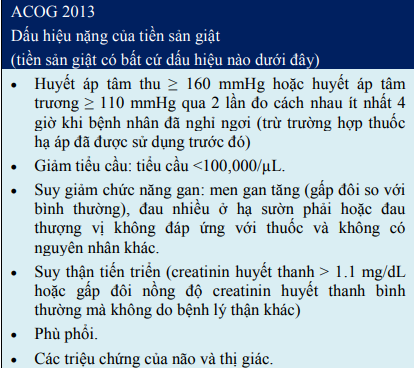 ACOG 2013
Dấu hiệu nặng của tiền sản giật
(tiền sản giật có bất cứ dấu hiệu nào dưới đây)
• Huyết áp tâm thu ≥ 160 mmHg hoặc huyết áp tâm
trương ≥ 110 mmHg qua 2 lần đo cách nhau ít nhất 4
giờ khi bệnh nhân đã nghỉ ngơi (trừ trường hợp thuốc
hạ áp đã được sử dụng trước đó)
• Giảm tiểu cầu: tiểu cầu <100,000/µL.
• Suy giảm chức năng gan: men gan tăng (gấp đôi so với
bình thường), đau nhiều ở hạ sườn phải hoặc đau
thượng vị không đáp ứng với thuốc và không có
nguyên nhân khác.
• Suy thận tiến triển (creatinin huyết thanh > 1.1 mg/dL
hoặc gấp đôi nồng độ creatinin huyết thanh bình
thường mà không do bệnh lý thận khác)
• Phù phổi.
• Các triệu chứng của não và thị giác.